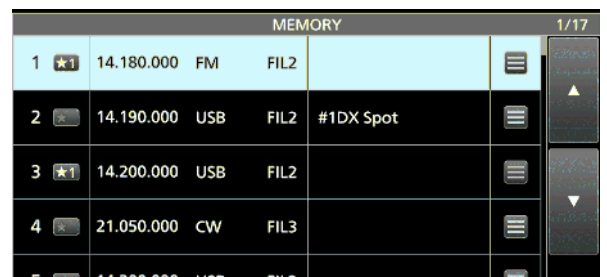 MEMORY 1/17
1 ★1 14.180.000 FM FIL2
2 ★ 14.190.000 USB FIL2 #1DX Spot
3 ★1 14.200.000 USB FIL2
4 ★ 21.050.000 CW FIL3